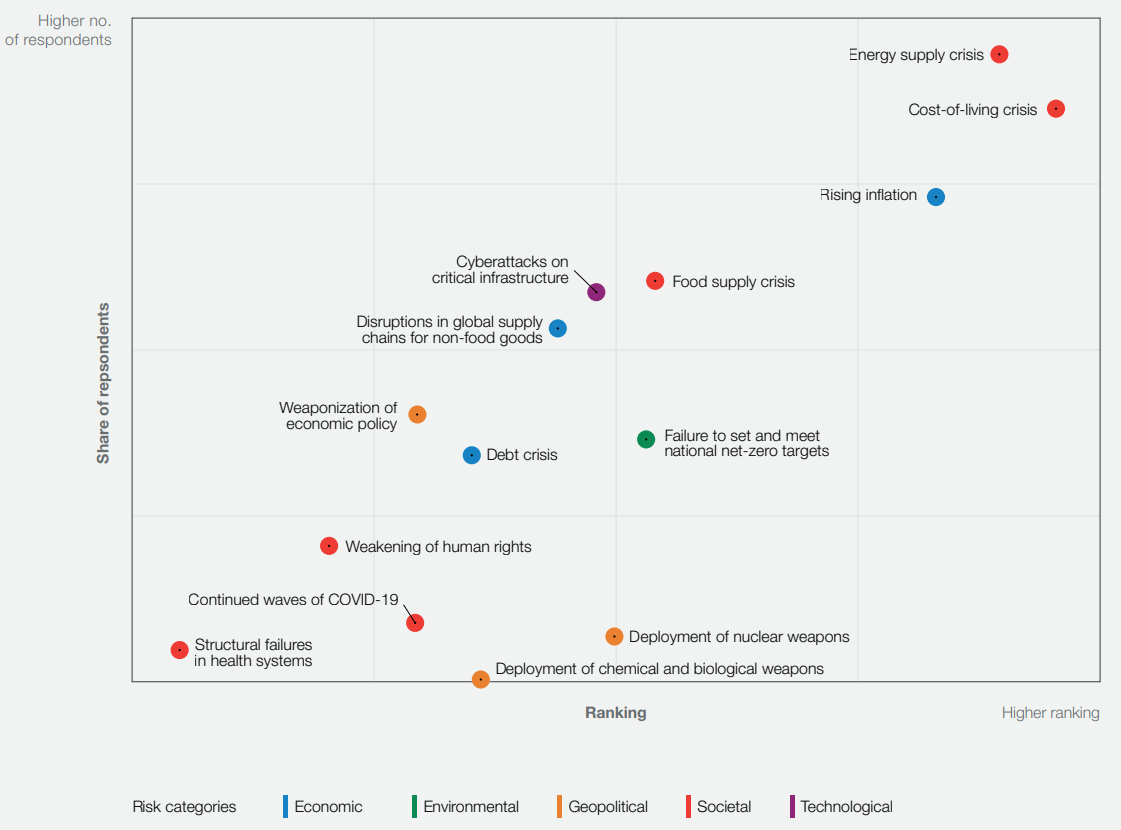 Higher no.
of respondents
Energy supply crisis
Cost-of-living crisis
Rising inflation
Cyberattacks on
critical infrastructure
Food supply crisis
Disruptions in global supply
chains for non-food goods
Share of repsondents
Weaponization of
economic policy
Failure to set and meet
national net-zero targets
Debt crisis
Weakening of human rights
Continued waves of COVID-19
Structural failures
in health systems
Deployment of nuclear weapons
Deployment of chemical and biological weapons
Ranking
Higher ranking
Risk categories
Economic
Environmental
Geopolitical
Societal
Technological